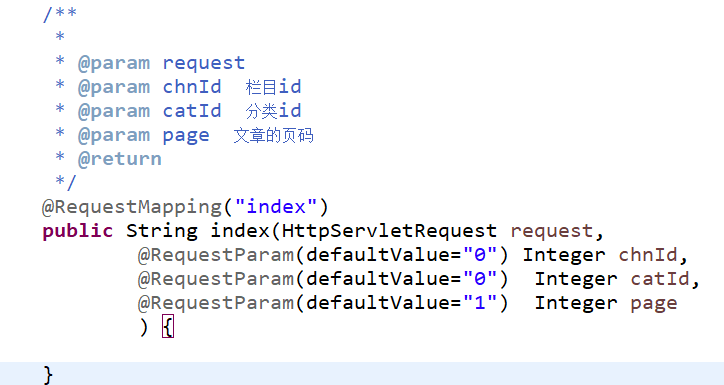 /**
 *
 * @param request
 * @param chnId  栏目id
 * @param catId  分类id
 * @param page  文章的页码
 * @return
 */
@RequestMapping("index")
public String index(HttpServletRequest request,
        @RequestParam(defaultValue="0") Integer chnId,
        @RequestParam(defaultValue="0")  Integer catId,
        @RequestParam(defaultValue="1")  Integer page
        ) {
}